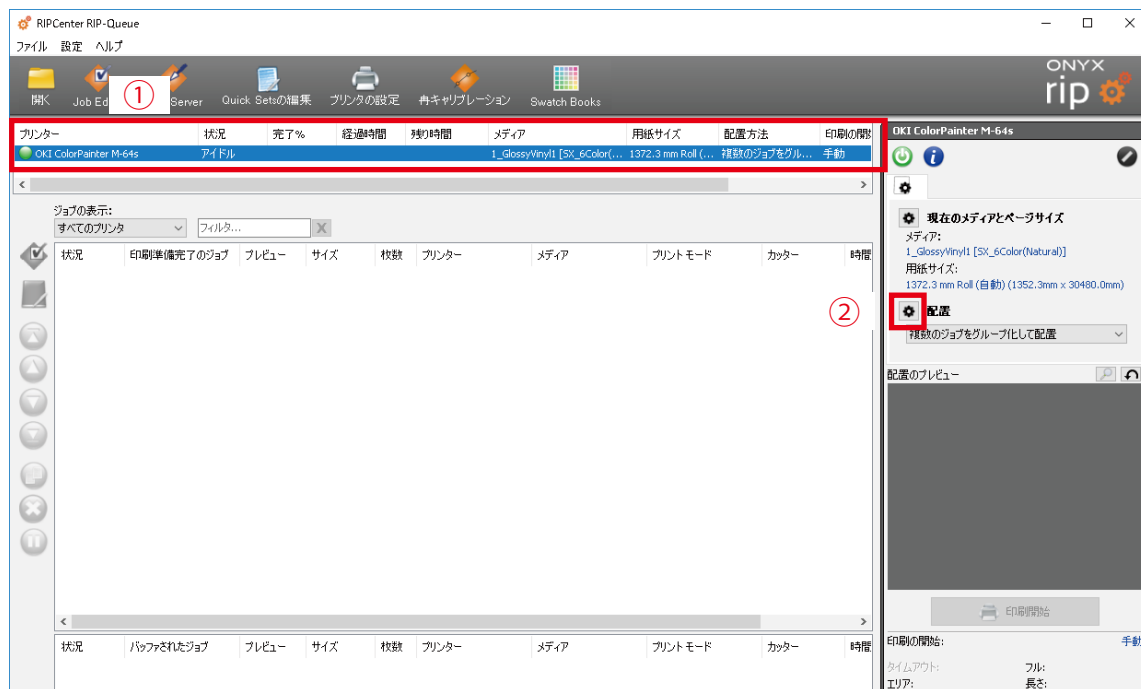 RIPCenter RIP-Queue
ファイル 設定 ヘルプ
開く Job Ed ① Server Quick Setsの編集 プリンタの設定 再キャリブレーション Swatch Books
ONYX
rip
プリンター 状況 完了% 経過時間 残り時間 メディア 用紙サイズ 配置方法 印刷の開
OKI ColorPainter M-64s アイドル 1_GlossyVinyl1 [SX_6Color(... 1372.3 mm Roll (... 複数のジョブをグル... 手動
OKI ColorPainter M-64s
現在のメディアとページサイズ
メディア:
1_GlossyVinyl1 [SX_6Color(Natural)]
用紙サイズ:
1372.3 mm Roll (自動) (1352.3mm x 30480.0mm)
② 配置
複数のジョブをグループ化して配置
配置のプレビュー
ジョブの表示:
すべてのプリンタ フィルタ... X
状況 印刷準備完了のジョブ プレビュー サイズ 枚数 プリンター メディア プリントモード カッター 時間
印刷開始
状況 バッファされたジョブ プレビュー サイズ 枚数 プリンター メディア プリントモード カッター 時間
印刷の開始: 手動
タイムアウト: フル:
エリア: 長さ: